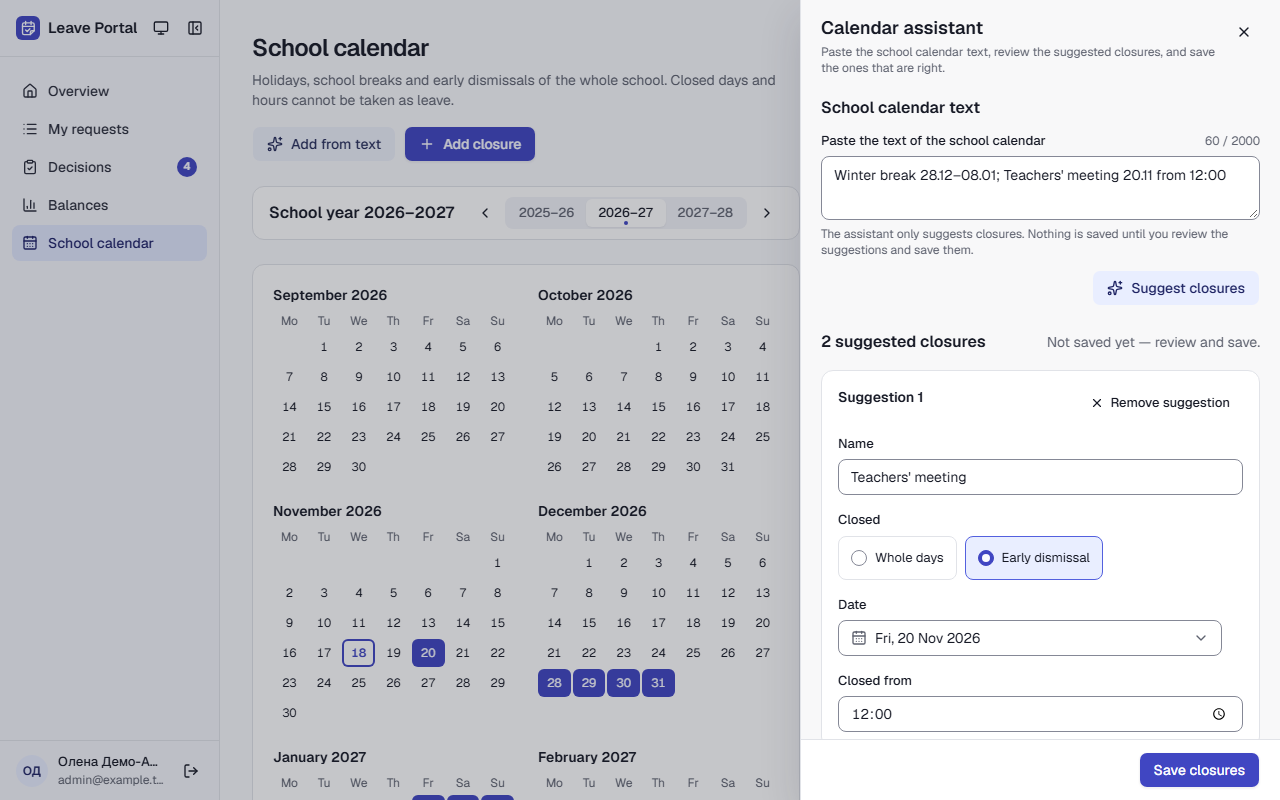 Leave Portal
Overview
My requests
Decisions 4
Balances
School calendar
ОД
Олена Демо-А...
admin@example.t...
School calendar
Holidays, school breaks and early dismissals of the whole school. Closed days and
hours cannot be taken as leave.
Add from text
Add closure
School year 2026–2027
2025–26 2026–27 2027–28
September 2026
Mo Tu We Th Fr Sa Su
1 2 3 4 5 6
7 8 9 10 11 12 13
14 15 16 17 18 19 20
21 22 23 24 25 26 27
28 29 30
October 2026
Mo Tu We Th Fr Sa Su
1 2 3 4
5 6 7 8 9 10 11
12 13 14 15 16 17 18
19 20 21 22 23 24 25
26 27 28 29 30 31
November 2026
Mo Tu We Th Fr Sa Su
1
2 3 4 5 6 7 8
9 10 11 12 13 14 15
16 17 18 19 20 21 22
23 24 25 26 27 28 29
30
December 2026
Mo Tu We Th Fr Sa Su
1 2 3 4 5 6
7 8 9 10 11 12 13
14 15 16 17 18 19 20
21 22 23 24 25 26 27
28 29 30 31
January 2027
Mo Tu We Th Fr Sa Su
February 2027
Mo Tu We Th Fr Sa Su
Calendar assistant
Paste the school calendar text, review the suggested closures, and save
the ones that are right.
School calendar text
Paste the text of the school calendar
60 / 2000
Winter break 28.12–08.01; Teachers' meeting 20.11 from 12:00
The assistant only suggests closures. Nothing is saved until you review the
suggestions and save them.
Suggest closures
2 suggested closures
Not saved yet — review and save.
Suggestion 1
Remove suggestion
Name
Teachers' meeting
Closed
Whole days
Early dismissal
Date
Fri, 20 Nov 2026
Closed from
12:00
Save closures